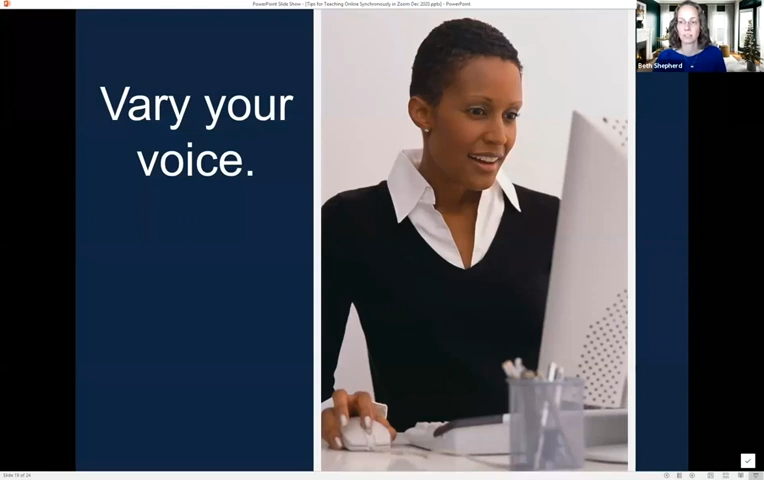 PowerPoint Slide Show - [Tips for Teaching Online Synchronously in Zoom Dec 2020.pptx] - PowerPoint
Beth Shepherd
Vary your
voice.
Slide 19 of 24